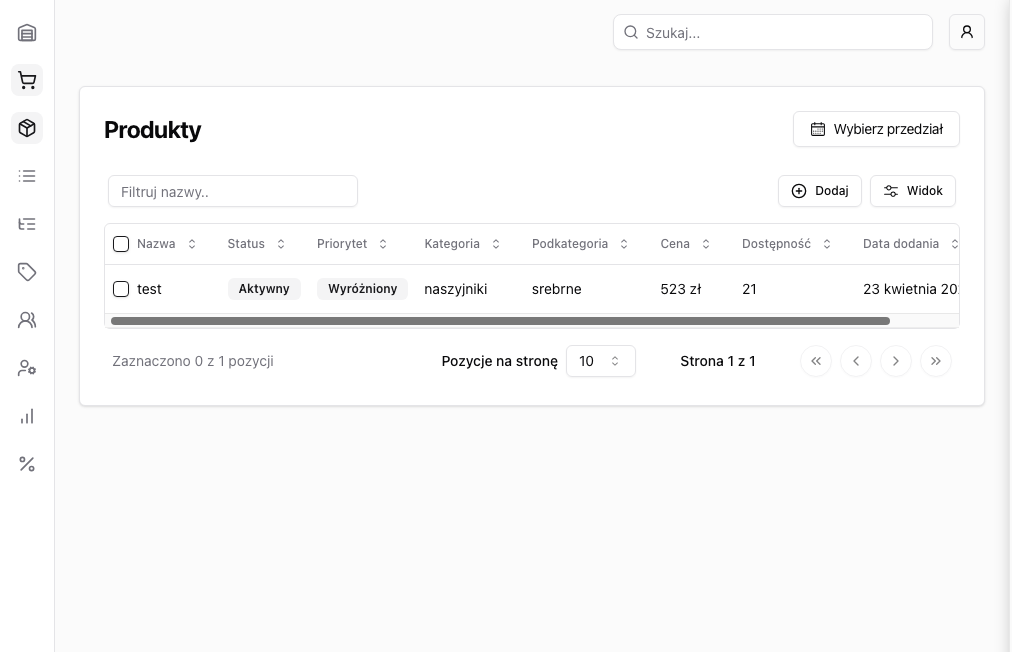 Szukaj...
Produkty
Wybierz przedział
Filtruj nazwy..
Dodaj
Widok
Nazwa Status Priorytet Kategoria Podkategoria Cena Dostępność Data dodania
test Aktywny Wyróżniony naszyjniki srebrne 523 zł 21 23 kwietnia
Zaznaczono 0 z 1 pozycji
Pozycje na stronę 10
Strona 1 z 1